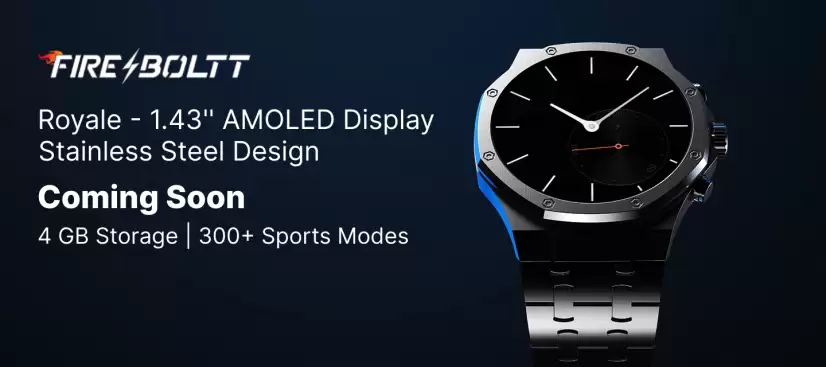 FIRE BOLTT
Royale - 1.43" AMOLED Display
Stainless Steel Design
Coming Soon
4 GB Storage | 300+ Sports Modes